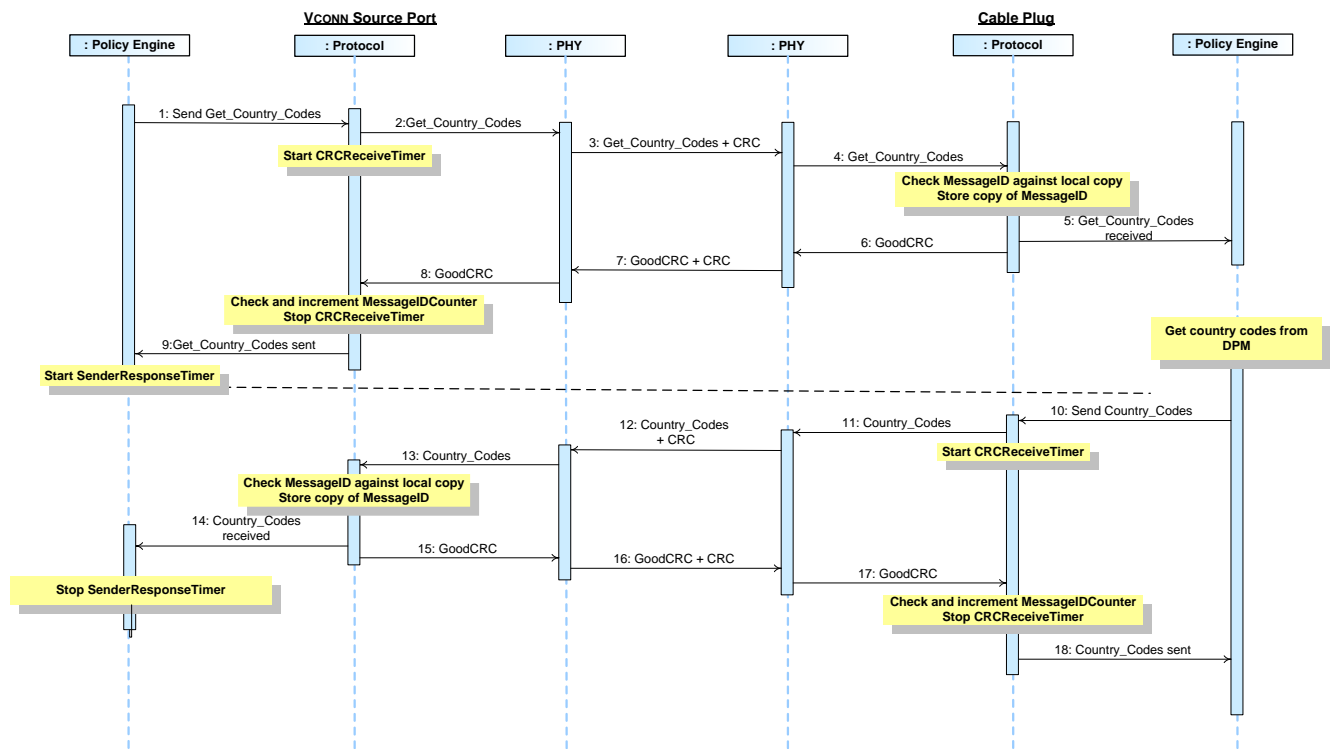 VCONN Source Port
Cable Plug
: Policy Engine
: Protocol
: PHY
: PHY
: Protocol
: Policy Engine
1: Send Get_Country_Codes
2:Get_Country_Codes
Start CRCReceiveTimer
3: Get_Country_Codes + CRC
4: Get_Country_Codes
Check MessageID against local copy
Store copy of MessageID
5: Get_Country_Codes
received
6: GoodCRC
7: GoodCRC + CRC
8: GoodCRC
Check and increment MessageIDCounter
Stop CRCReceiveTimer
9:Get_Country_Codes sent
Start SenderResponseTimer
Get country codes from
DPM
10: Send Country_Codes
11: Country_Codes
Start CRCReceiveTimer
12: Country_Codes
+ CRC
13: Country_Codes
Check MessageID against local copy
Store copy of MessageID
14: Country_Codes
received
15: GoodCRC
16: GoodCRC + CRC
17: GoodCRC
Stop SenderResponseTimer
Check and increment MessageIDCounter
Stop CRCReceiveTimer
18: Country_Codes sent